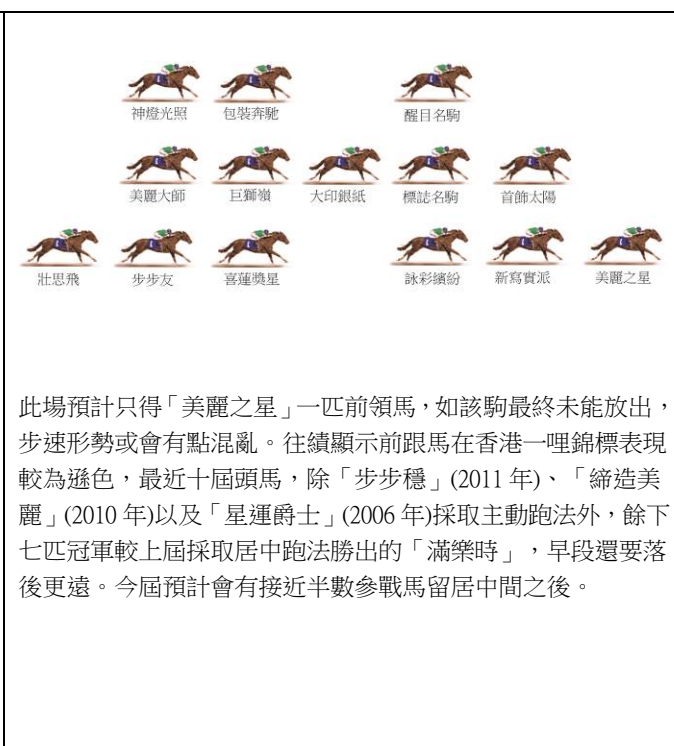 神燈光照 包裝奔馳 醒目名駒
美麗大師 巨獅嶺 大印銀紙 標誌名駒 首飾太陽
壯思飛 步步友 喜蓮獎星 詠彩繽紛 新寫實派 美麗之星
此場預計只得「美麗之星」一匹前領馬，如該駒最終未能放出，
步速形勢或會有點混亂。往績顯示前跟馬在香港一哩錦標表現
較為遜色，最近十屆頭馬，除「步步穩」(2011 年)、「締造美
麗」(2010 年)以及「星運爵士」(2006 年)採取主動跑法外，餘下
七匹冠軍較上屆採取居中跑法勝出的「滿樂時」，早段還要落
後更遠。今屆預計會有接近半數參戰馬留居中間之後。